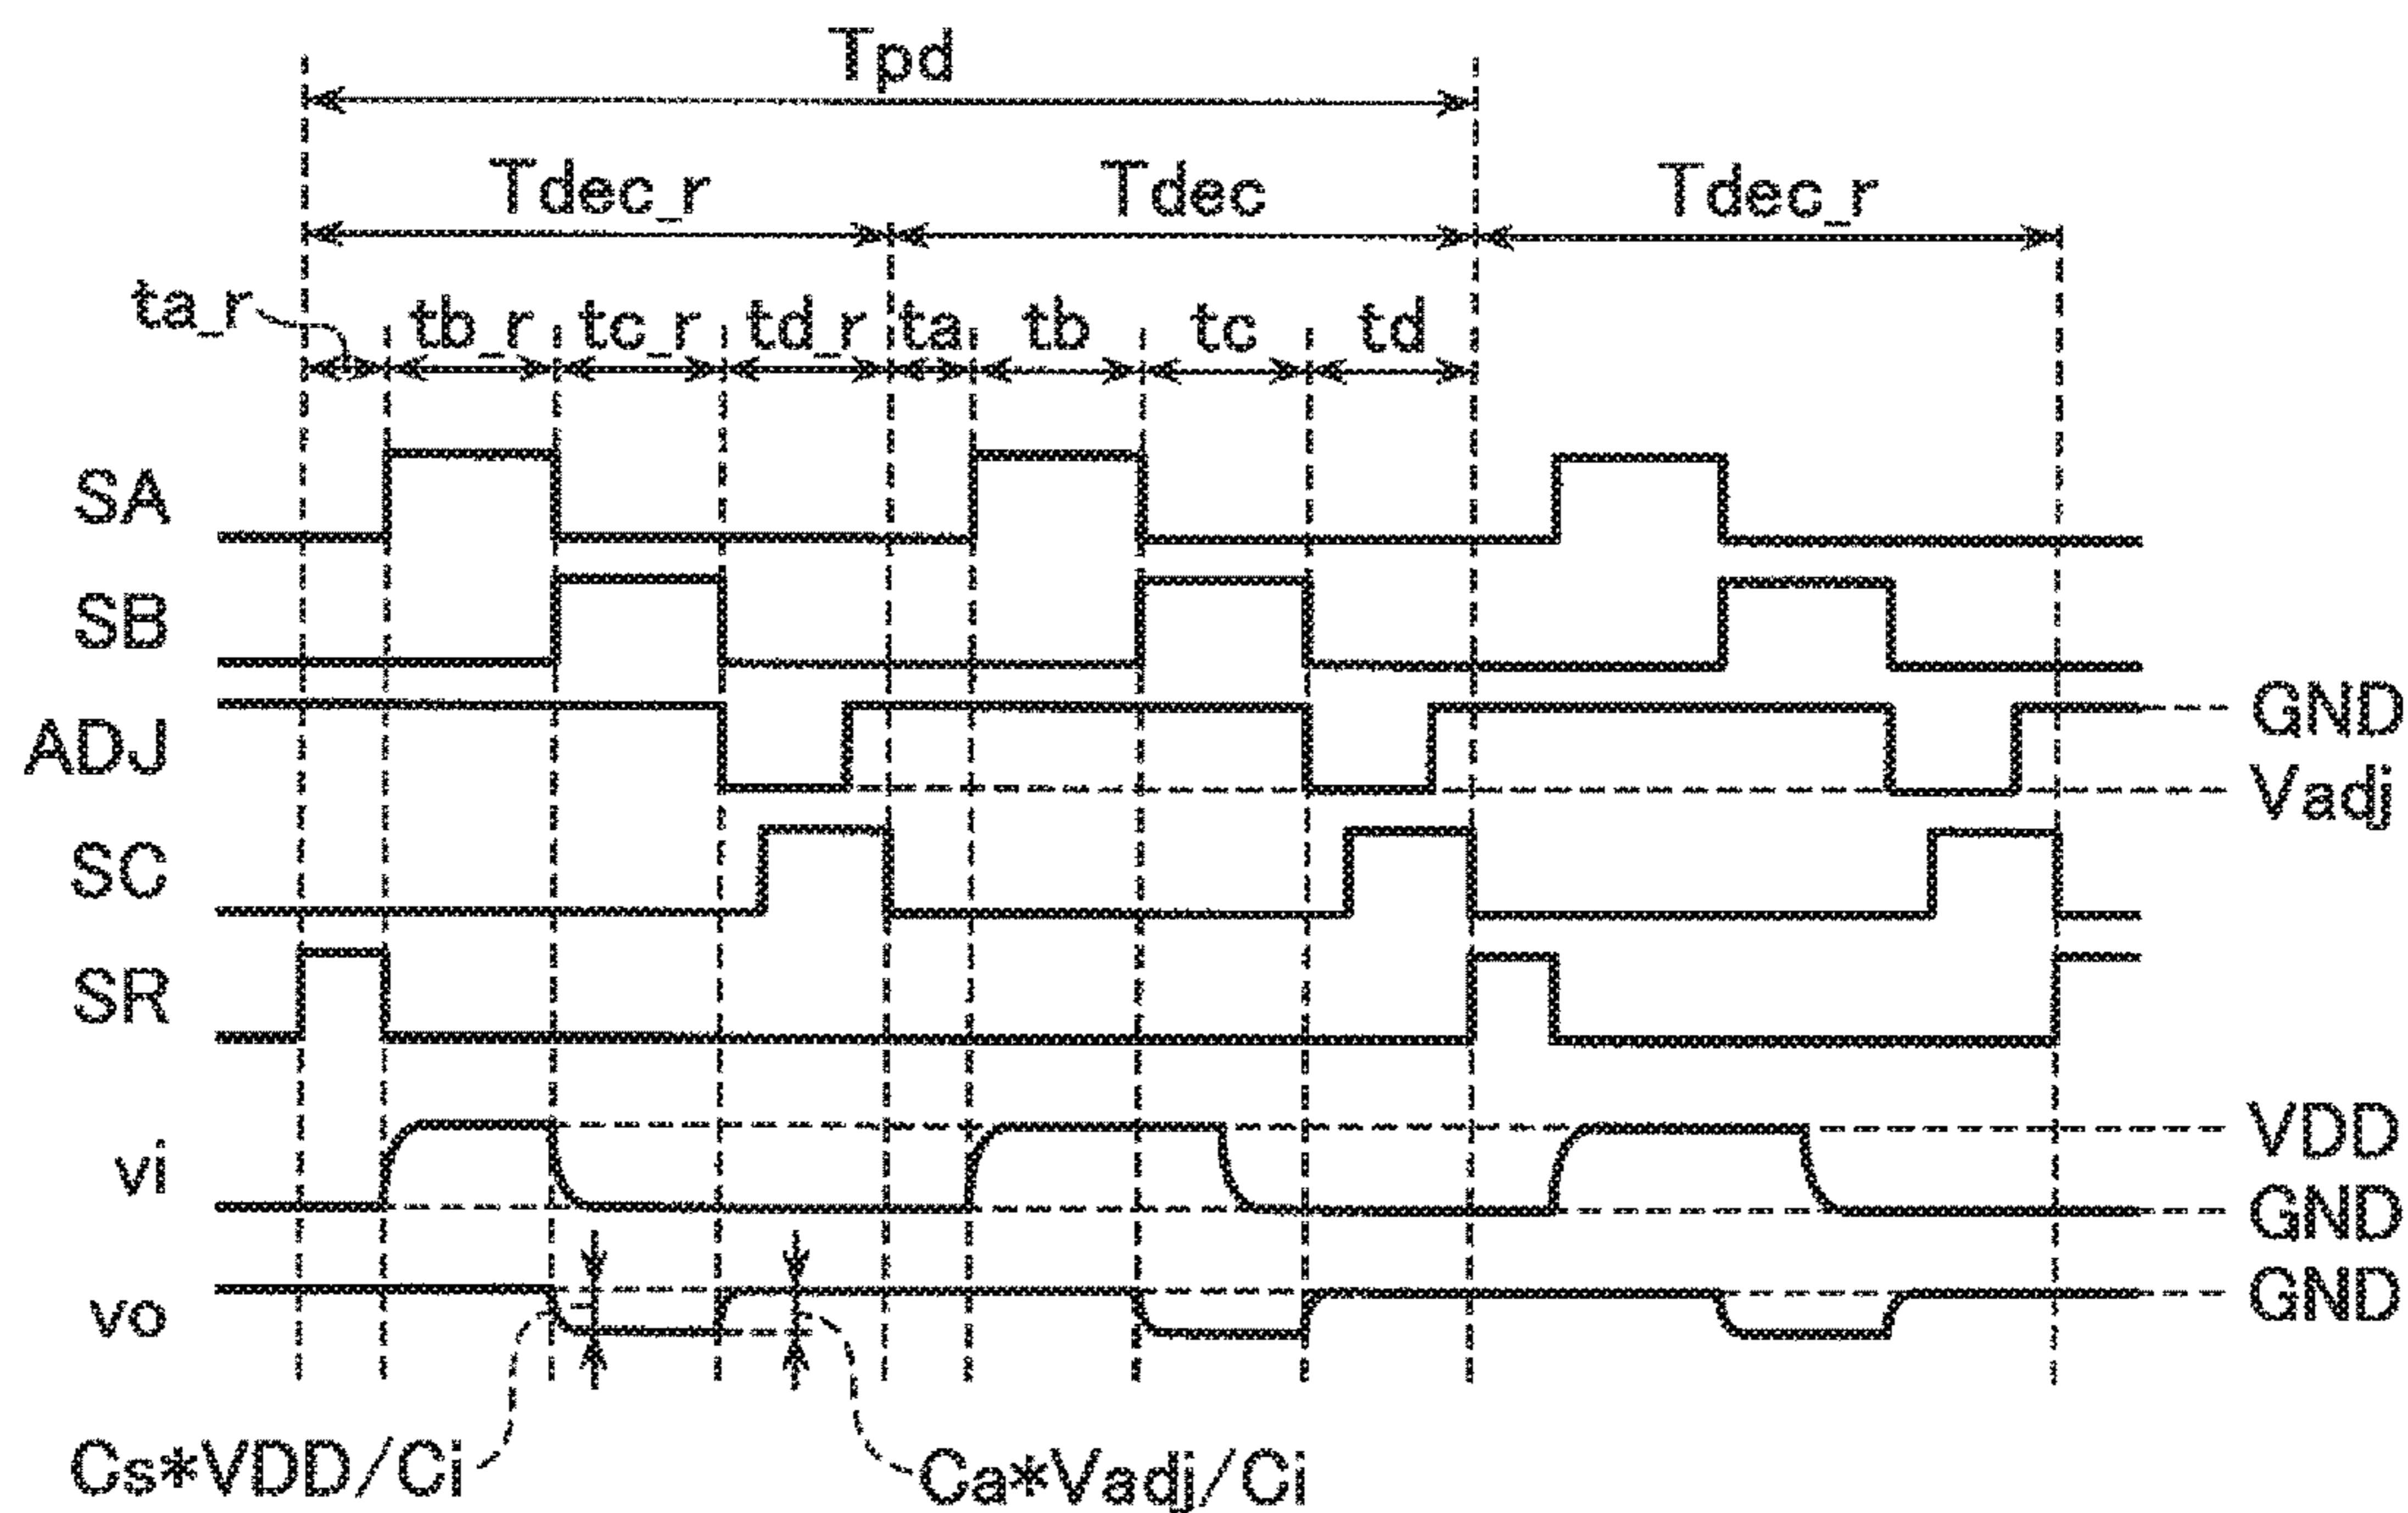 Tpd
Tdec_r Tdec Tdec_r
ta_r tb_r tc_r td_r ta tb tc td
SA
SB
ADJ GND
Vadj
SC
SR
vi VDD
GND
vo GND
Cs*VDD/Ci Ca*Vadj/Ci